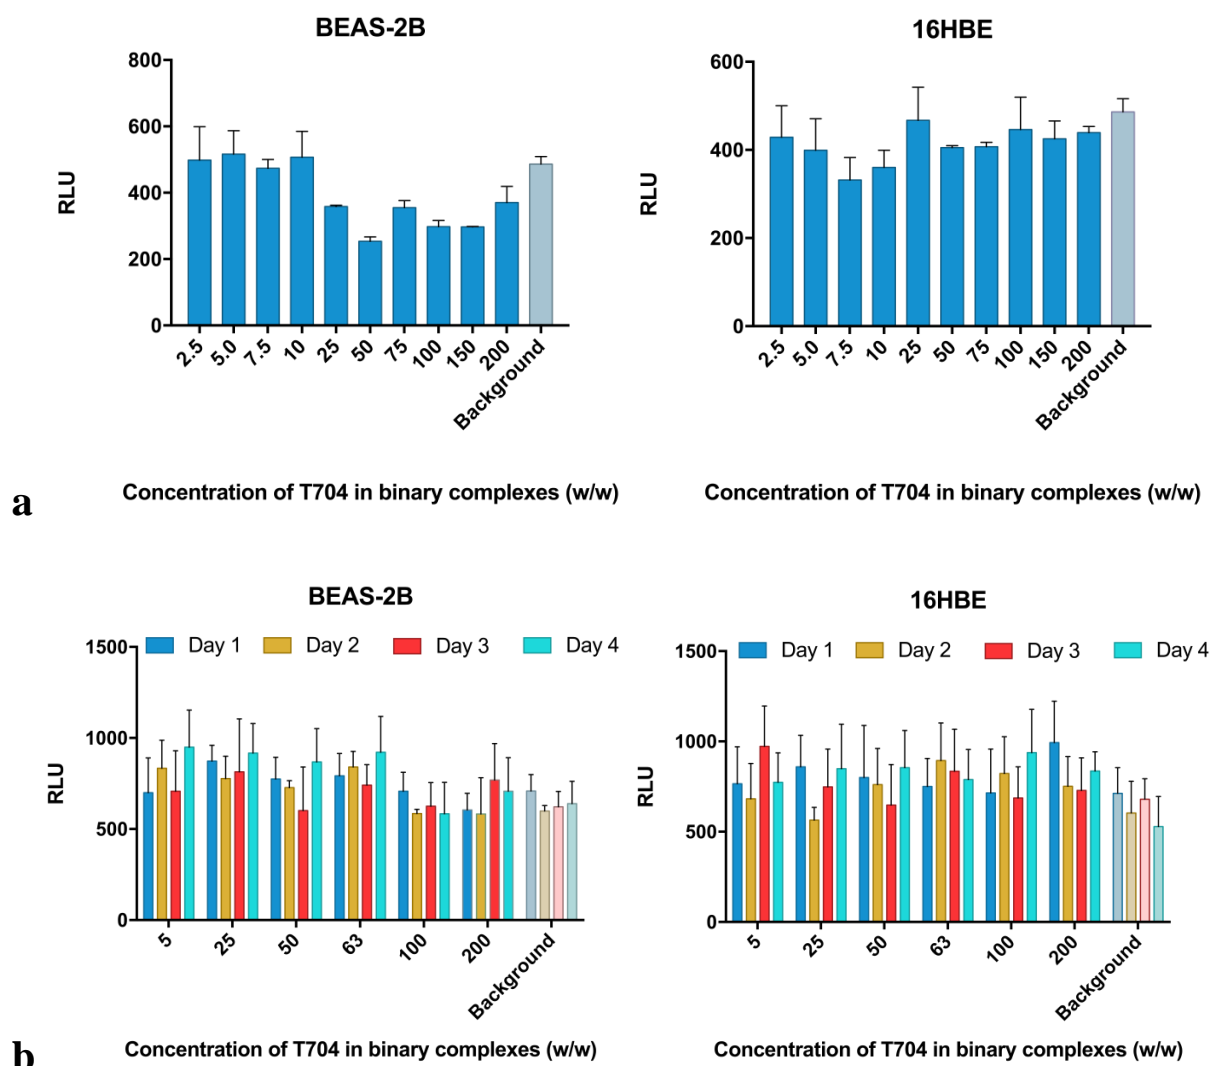 BEAS-2B
800
600
400
200
0
RLU
2.5
5.0
7.5
10
25
50
75
100
150
200
Background
Concentration of T704 in binary complexes (w/w)
16HBE
600
400
200
0
RLU
2.5
5.0
7.5
10
25
50
75
100
150
200
Background
Concentration of T704 in binary complexes (w/w)
a
BEAS-2B
Day 1 Day 2 Day 3 Day 4
1500
1000
500
0
RLU
5
25
50
63
100
200
Background
Concentration of T704 in binary complexes (w/w)
16HBE
Day 1 Day 2 Day 3 Day 4
1500
1000
500
0
RLU
5
25
50
63
100
200
Background
Concentration of T704 in binary complexes (w/w)
b